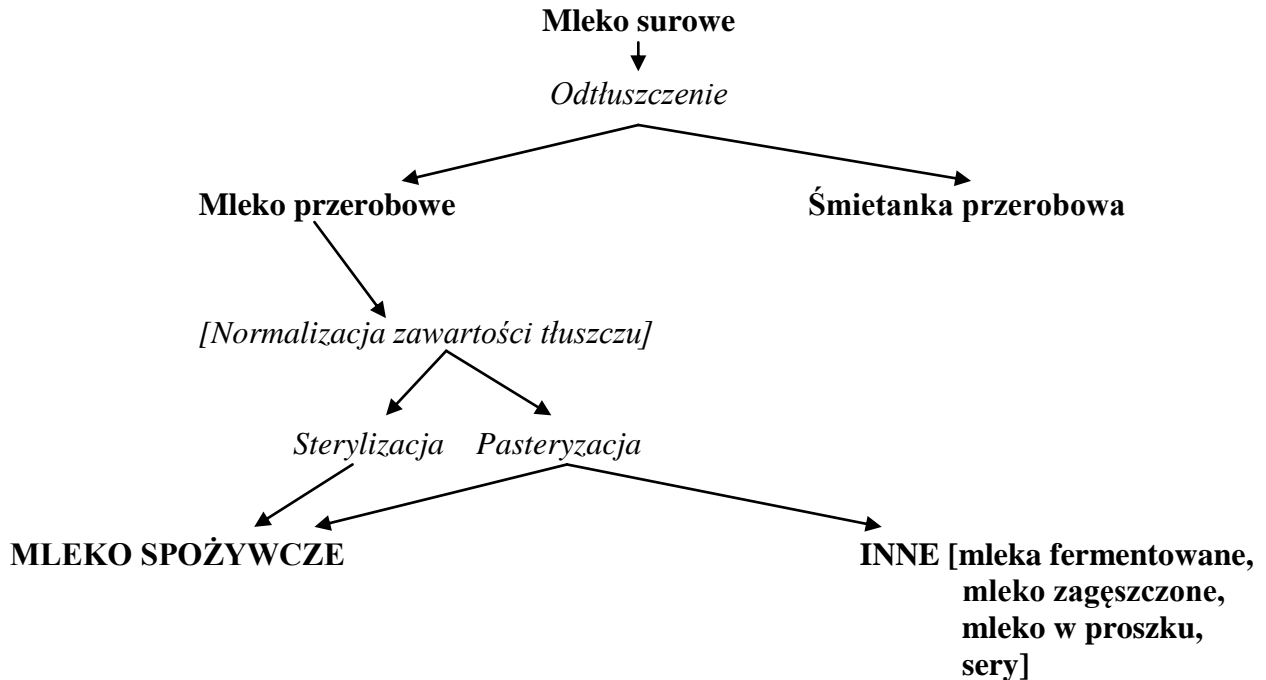 Mleko surowe
Odtłuszczenie
Mleko przerobowe Śmietanka przerobowa
[Normalizacja zawartości tłuszczu]
Sterylizacja Pasteryzacja
MLEKO SPOŻYWCZE INNE [mleka fermentowane,
mleko zagęszczone,
mleko w proszku,
sery]